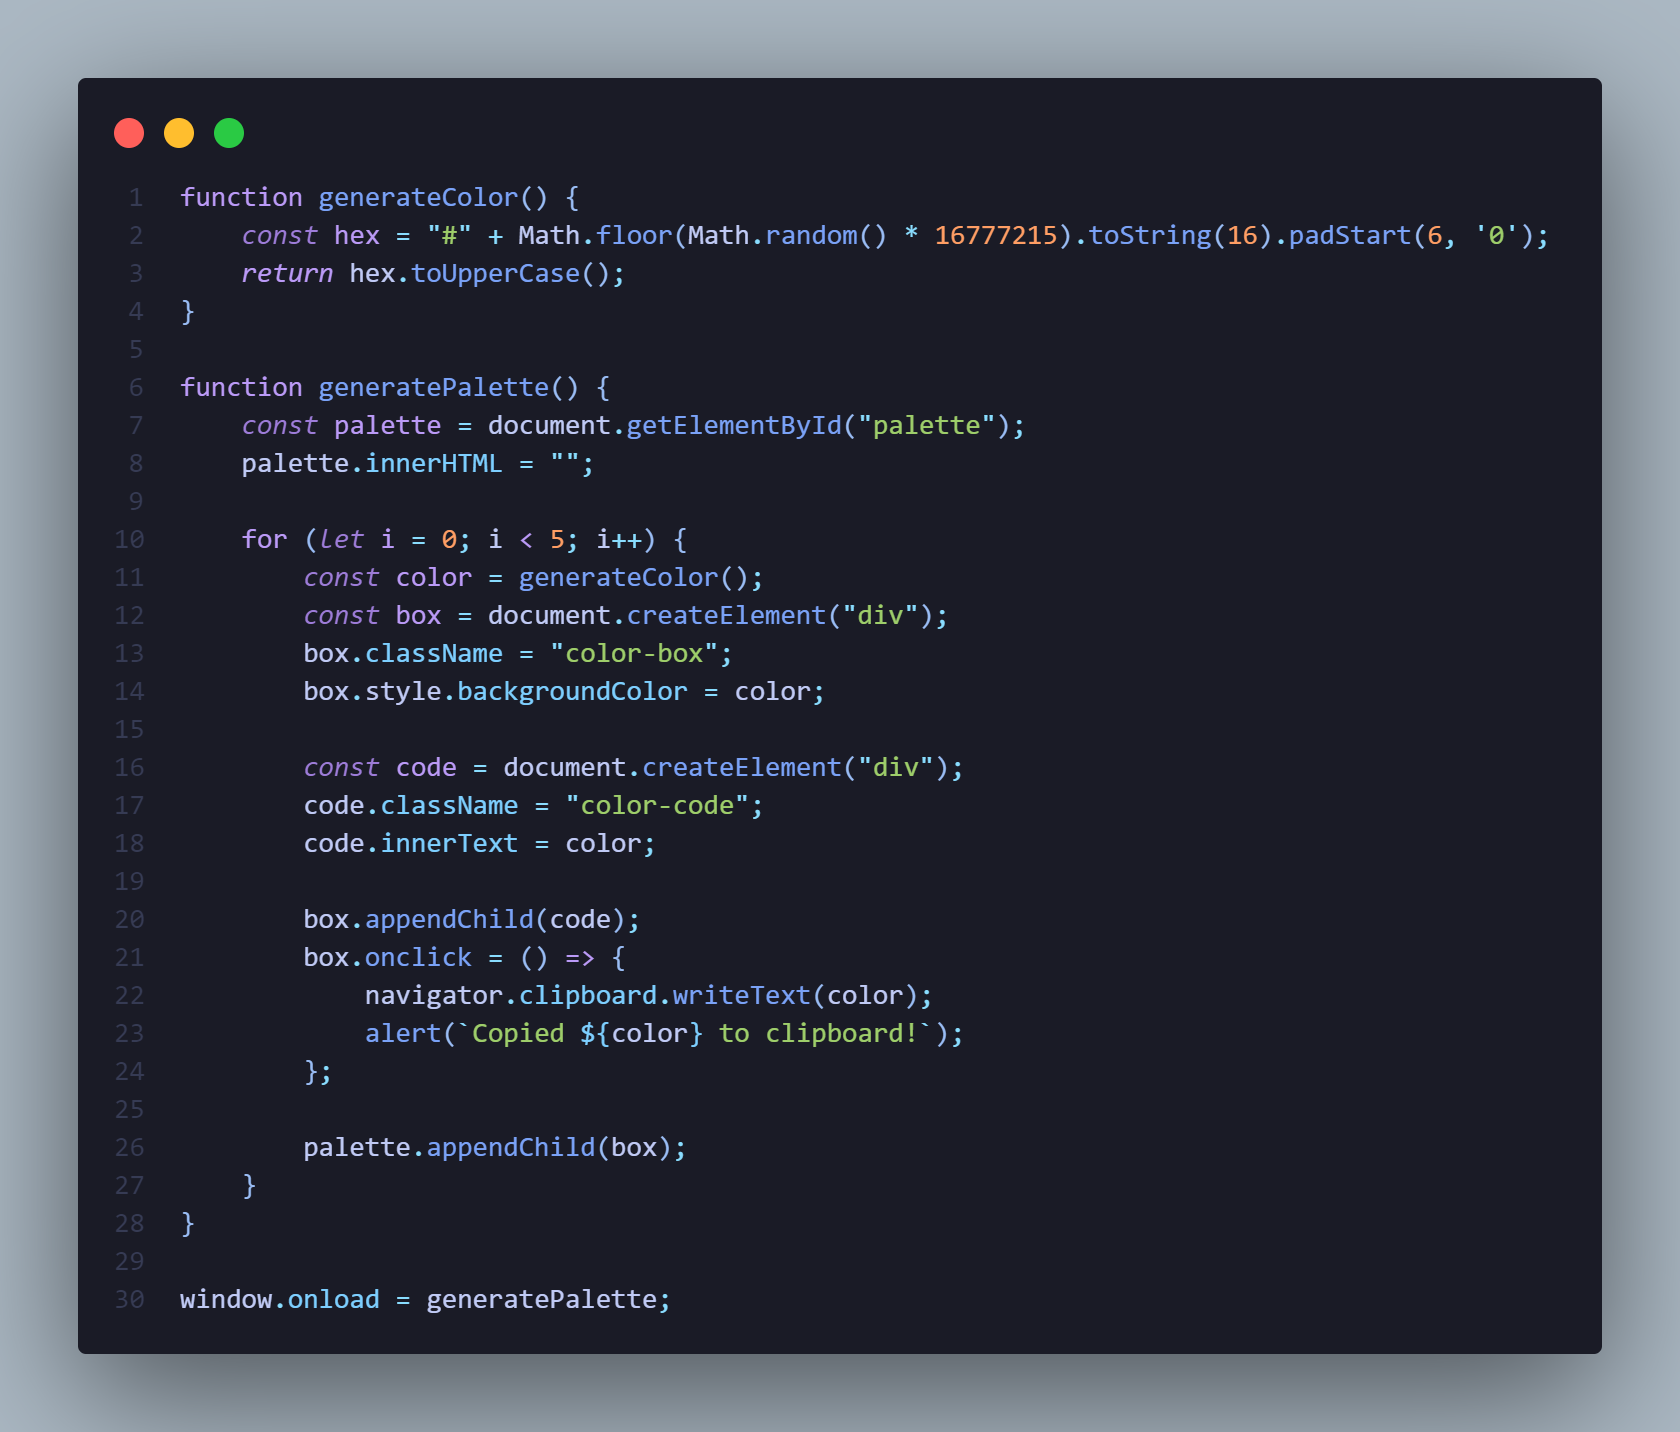 1 function generateColor() {
2     const hex = "#" + Math.floor(Math.random() * 16777215).toString(16).padStart(6, '0');
3     return hex.toUpperCase();
4 }
5
6 function generatePalette() {
7     const palette = document.getElementById("palette");
8     palette.innerHTML = "";
9
10     for (let i = 0; i < 5; i++) {
11         const color = generateColor();
12         const box = document.createElement("div");
13         box.className = "color-box";
14         box.style.backgroundColor = color;
15
16         const code = document.createElement("div");
17         code.className = "color-code";
18         code.innerText = color;
19
20         box.appendChild(code);
21         box.onclick = () => {
22             navigator.clipboard.writeText(color);
23             alert(`Copied ${color} to clipboard!`);
24         };
25
26         palette.appendChild(box);
27     }
28 }
29
30 window.onload = generatePalette;